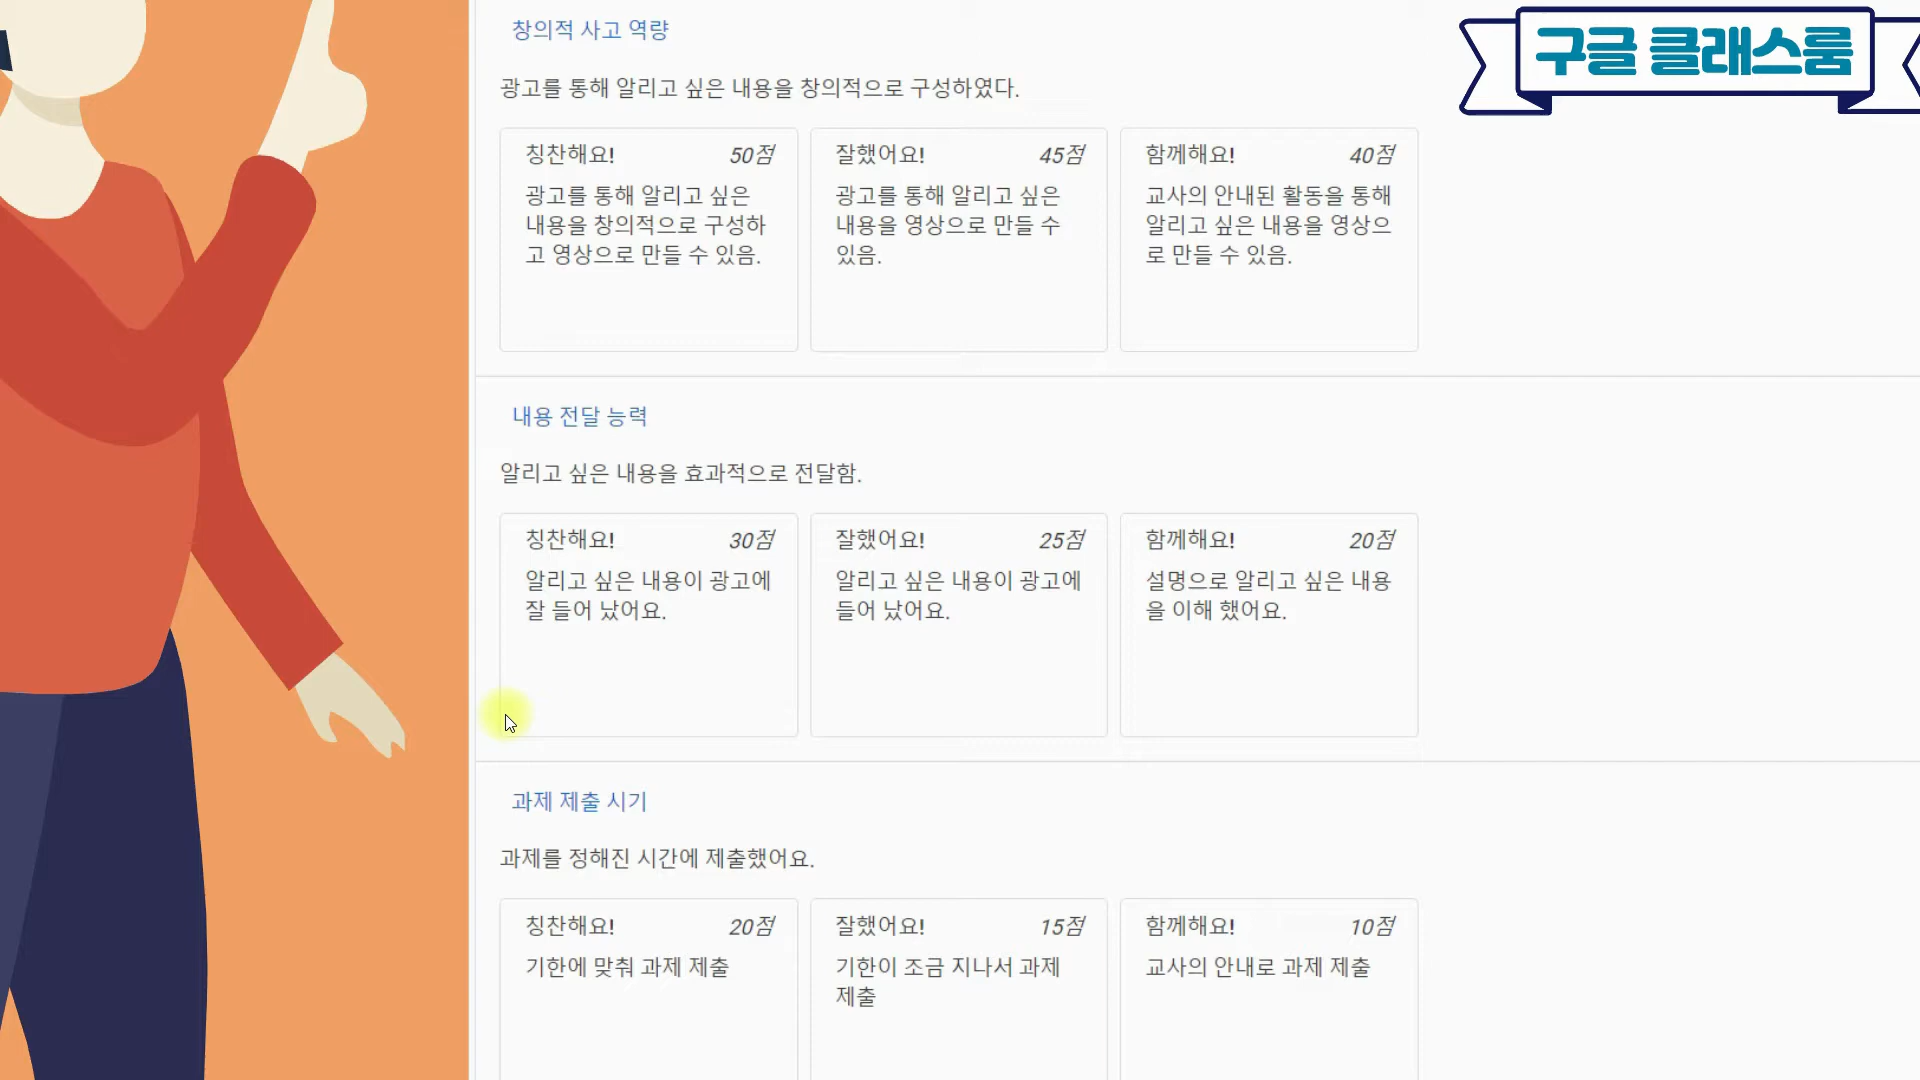 구글 클래스룸
창의적 사고 역량
광고를 통해 알리고 싶은 내용을 창의적으로 구성하였다.
칭찬해요! 50점
광고를 통해 알리고 싶은
내용을 창의적으로 구성하
고 영상으로 만들 수 있음.
잘했어요! 45점
광고를 통해 알리고 싶은
내용을 영상으로 만들 수
있음.
함께해요! 40점
교사의 안내된 활동을 통해
알리고 싶은 내용을 영상으
로 만들 수 있음.
내용 전달 능력
알리고 싶은 내용을 효과적으로 전달함.
칭찬해요! 30점
알리고 싶은 내용이 광고에
잘 들어 났어요.
잘했어요! 25점
알리고 싶은 내용이 광고에
들어 났어요.
함께해요! 20점
설명으로 알리고 싶은 내용
을 이해 했어요.
과제 제출 시기
과제를 정해진 시간에 제출했어요.
칭찬해요! 20점
기한에 맞춰 과제 제출
잘했어요! 15점
기한이 조금 지나서 과제
제출
함께해요! 10점
교사의 안내로 과제 제출